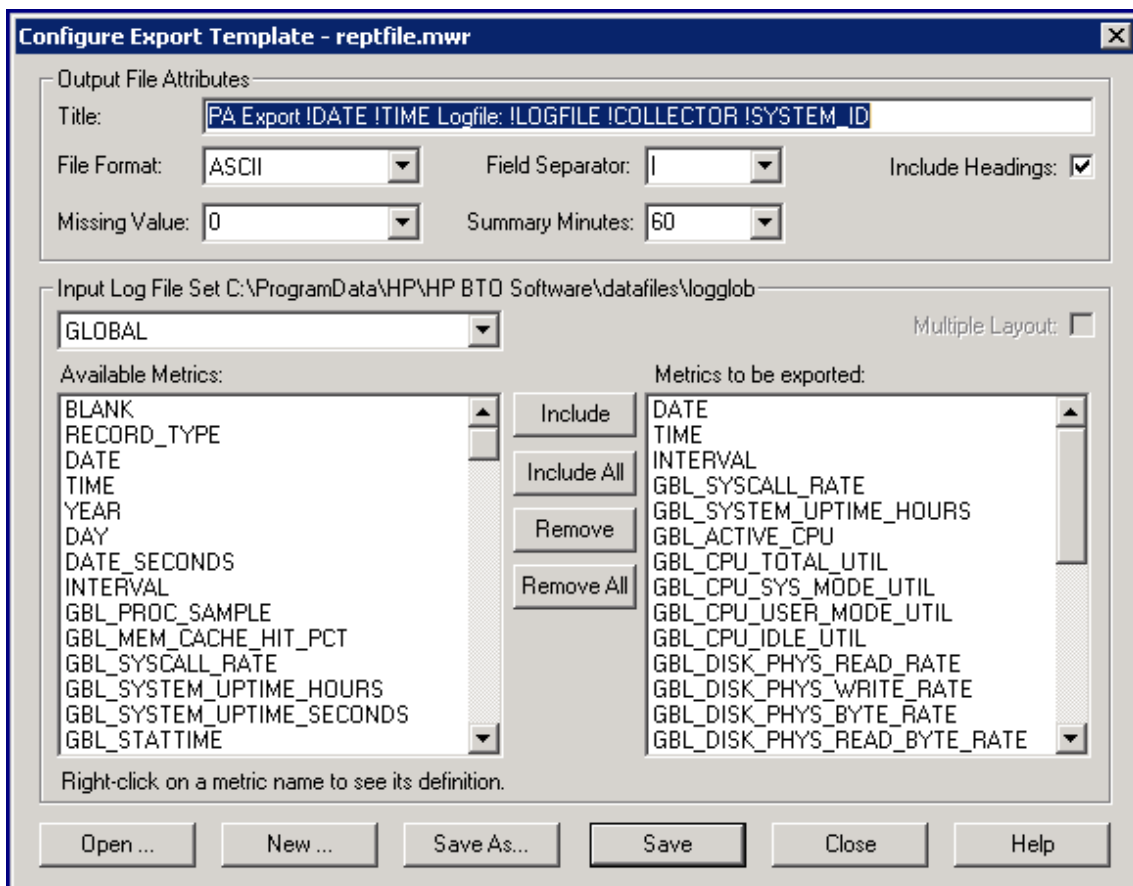 Configure Export Template - reptfile.mwr
Output File Attributes
Title: PA Export !DATE !TIME Logfile: !LOGFILE !COLLECTOR !SYSTEM_ID
File Format: ASCII Field Separator: | Include Headings:
Missing Value: 0 Summary Minutes: 60
Input Log File Set C:\ProgramData\HP\HP BTO Software\datafiles\logglob
GLOBAL Multiple Layout:
Available Metrics:
BLANK
RECORD_TYPE
DATE
TIME
YEAR
DAY
DATE_SECONDS
INTERVAL
GBL_PROC_SAMPLE
GBL_MEM_CACHE_HIT_PCT
GBL_SYSCALL_RATE
GBL_SYSTEM_UPTIME_HOURS
GBL_SYSTEM_UPTIME_SECONDS
GBL_STATTIME
Include
Include All
Remove
Remove All
Metrics to be exported:
DATE
TIME
INTERVAL
GBL_SYSCALL_RATE
GBL_SYSTEM_UPTIME_HOURS
GBL_ACTIVE_CPU
GBL_CPU_TOTAL_UTIL
GBL_CPU_SYS_MODE_UTIL
GBL_CPU_USER_MODE_UTIL
GBL_CPU_IDLE_UTIL
GBL_DISK_PHYS_READ_RATE
GBL_DISK_PHYS_WRITE_RATE
GBL_DISK_PHYS_BYTE_RATE
GBL_DISK_PHYS_READ_BYTE_RATE
Right-click on a metric name to see its definition.
Open ... New ... Save As... Save Close Help